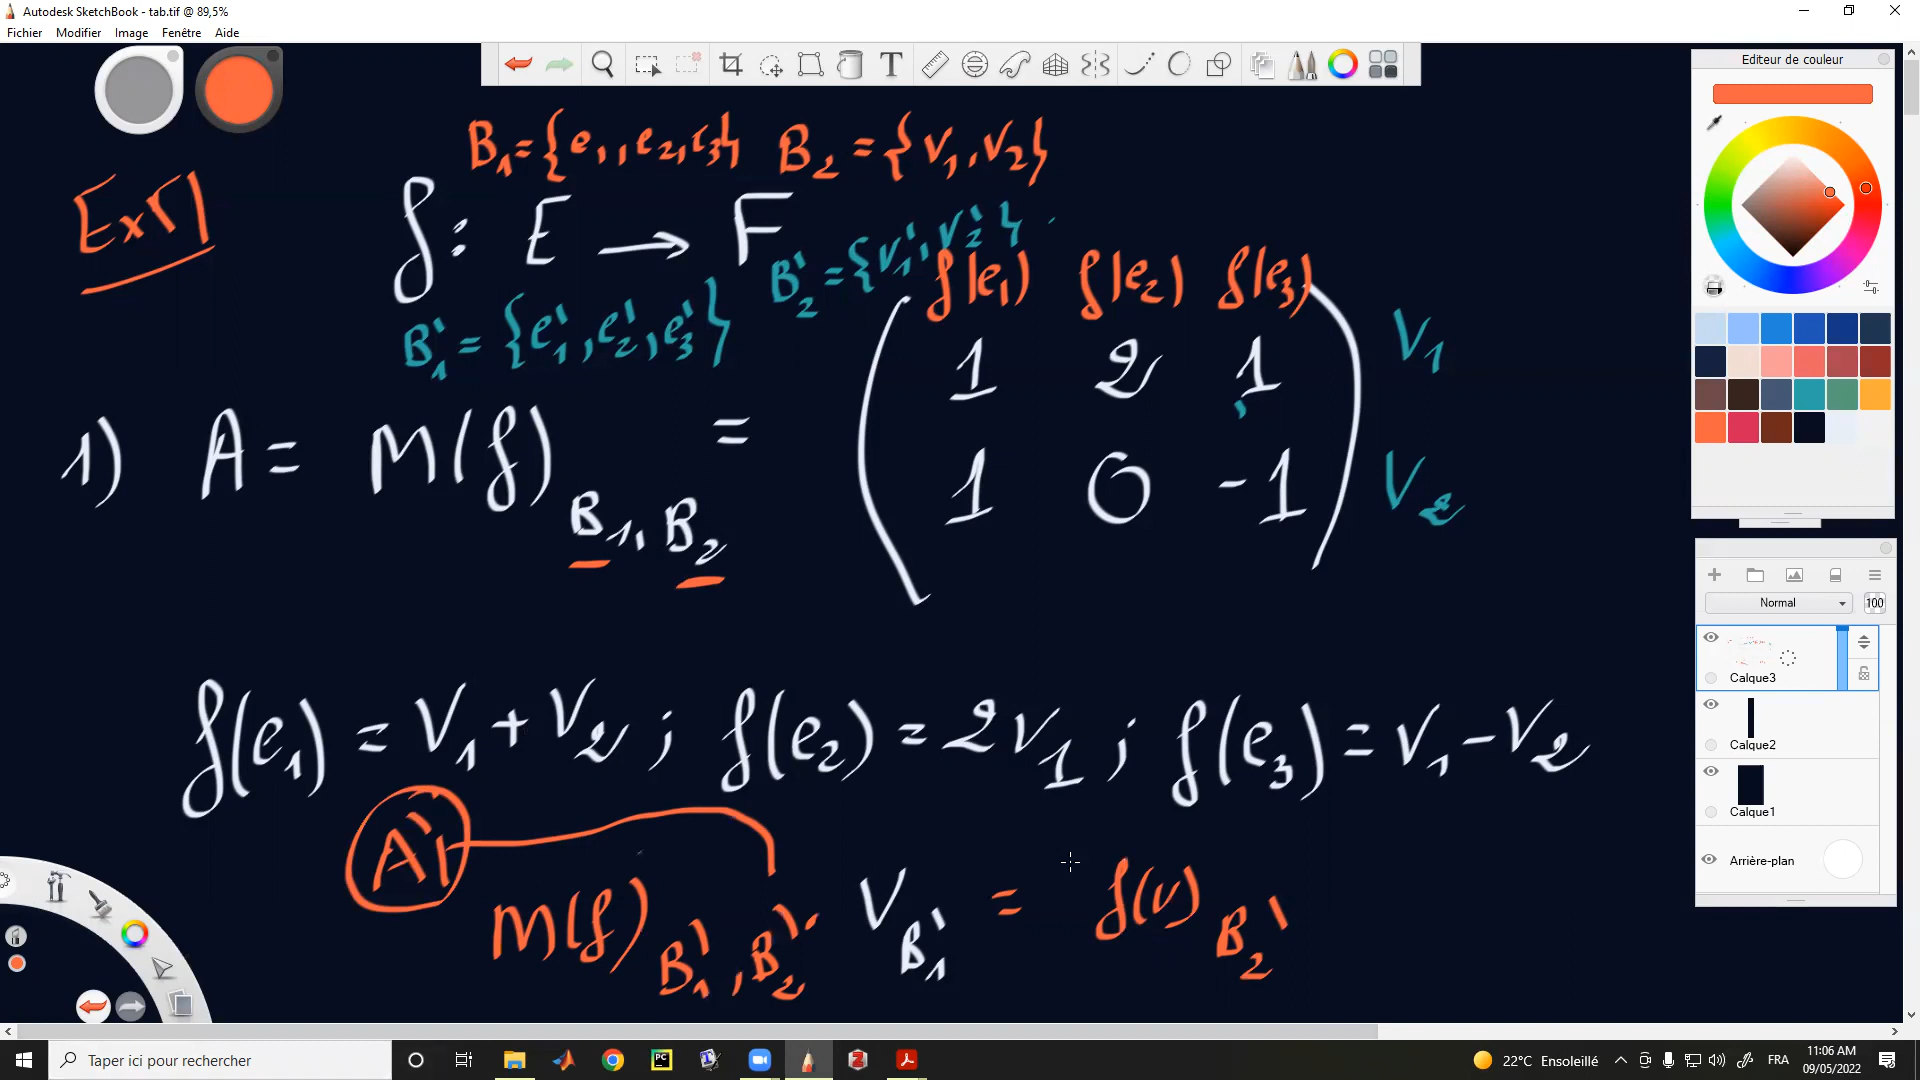 Autodesk SketchBook - tab.tif @ 89,5%
Fichier Modifier Image Fenêtre Aide
Editeur de couleur
B₁ = {e₁, e₂, e₃} B₂ = {v₁, v₂}
Ex1
f: E → F
B'₂ = {v'₁, v'₂}
B'₁ = {e'₁, e'₂, e'₃}
f(e₁) f(e₂) f(e₃)
1 2 1 V₁
1) A = M(f) B₁, B₂ =
1 0 -1 V₂
f(e₁) = V₁ + V₂ ; f(e₂) = 2V₁ ; f(e₃) = V₁ - V₂
A'
M(f) B'₁, B'₂ . V B'₁ = f(v) B'₂
Normal 100
Calque3
Calque2
Calque1
Arrière-plan
Taper ici pour rechercher
PC
22°C Ensoleillé
FRA
11:06 AM
09/05/2022